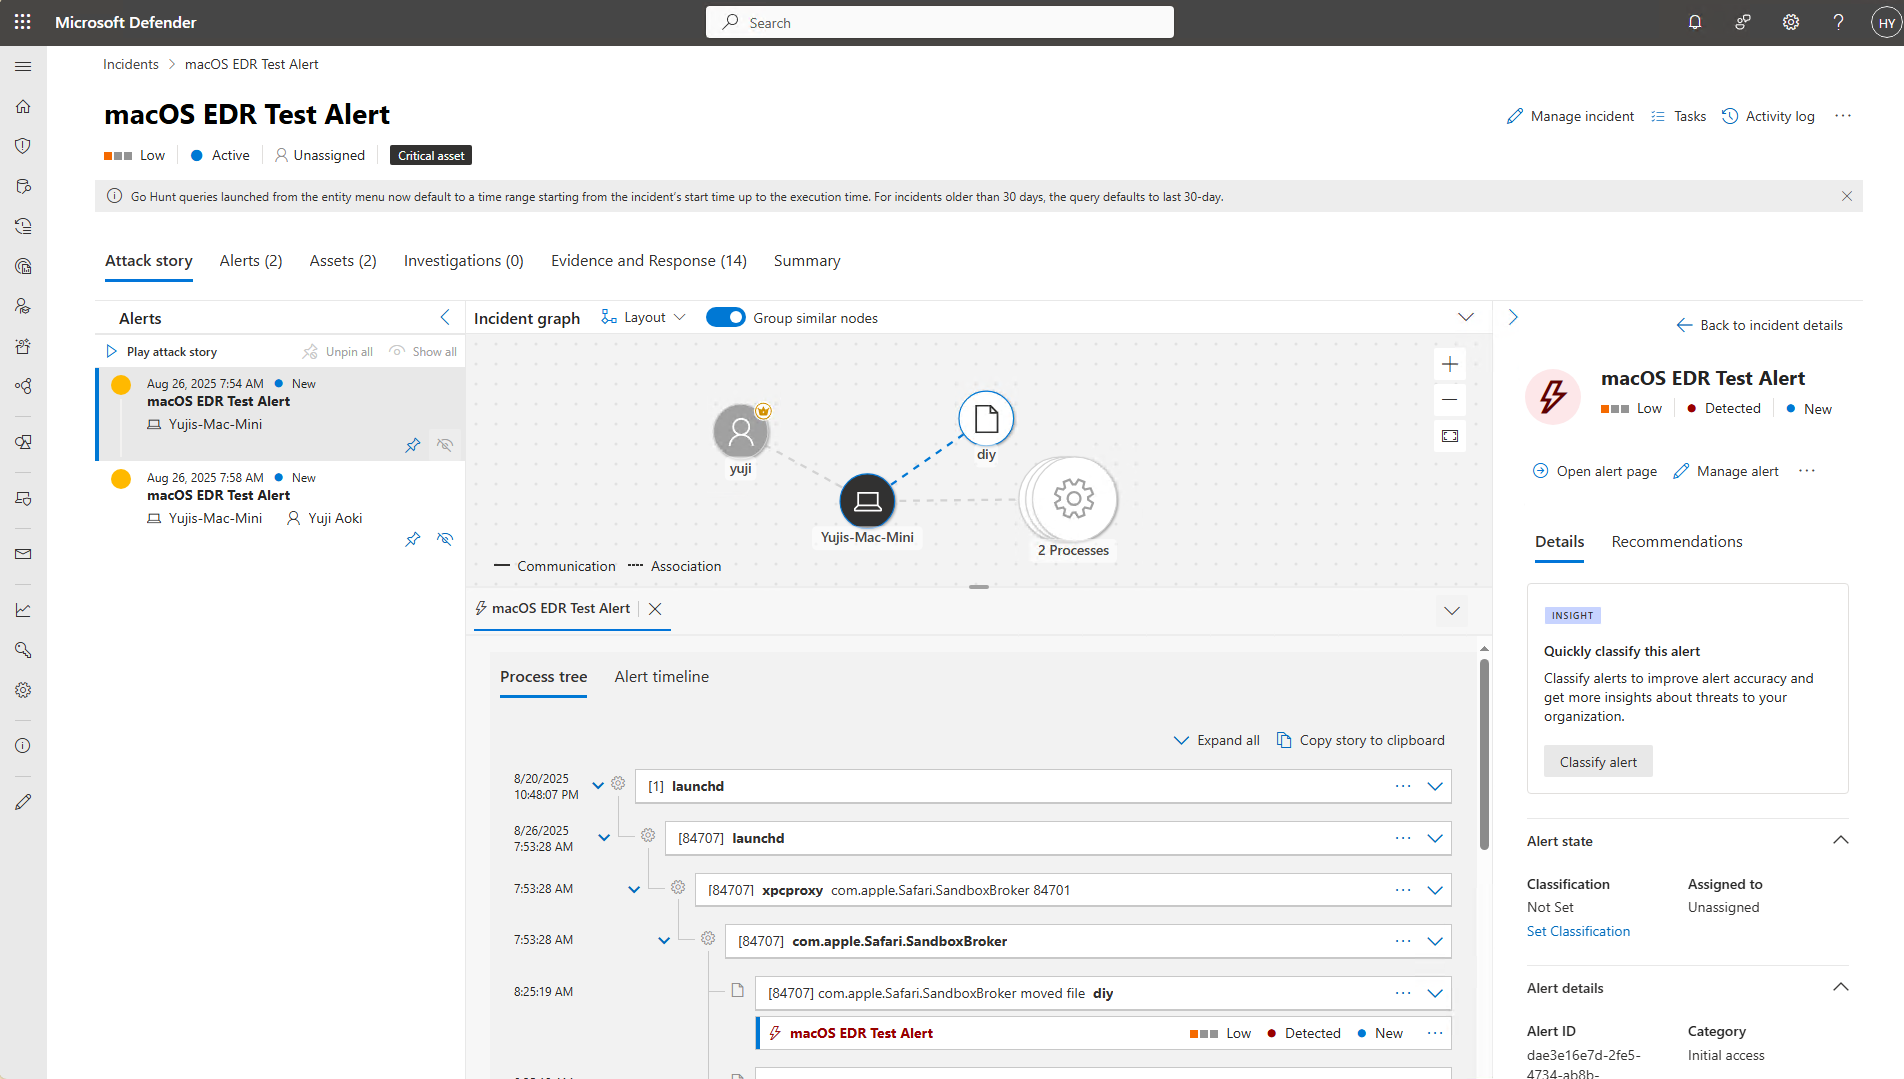 Microsoft Defender
Search
HY
Incidents > macOS EDR Test Alert
macOS EDR Test Alert
Manage incident
Tasks
Activity log
Low
Active
Unassigned
Critical asset
Go Hunt queries launched from the entity menu now default to a time range starting from the incident's start time up to the execution time. For incidents older than 30 days, the query defaults to last 30-day.
Attack story
Alerts (2)
Assets (2)
Investigations (0)
Evidence and Response (14)
Summary
Alerts
Play attack story
Unpin all
Show all
Aug 26, 2025 7:54 AM
New
macOS EDR Test Alert
Yujis-Mac-Mini
Aug 26, 2025 7:58 AM
New
macOS EDR Test Alert
Yujis-Mac-Mini
Yuji Aoki
Incident graph
Layout
Group similar nodes
yuji
diy
Yujis-Mac-Mini
2 Processes
Communication
Association
macOS EDR Test Alert
Process tree
Alert timeline
Expand all
Copy story to clipboard
8/20/2025
10:48:07 PM
[1] launchd
8/26/2025
7:53:28 AM
[84707] launchd
7:53:28 AM
[84707] xpcproxy com.apple.Safari.SandboxBroker 84701
7:53:28 AM
[84707] com.apple.Safari.SandboxBroker
8:25:19 AM
[84707] com.apple.Safari.SandboxBroker moved file diy
macOS EDR Test Alert
Low
Detected
New
Back to incident details
macOS EDR Test Alert
Low
Detected
New
Open alert page
Manage alert
Details
Recommendations
INSIGHT
Quickly classify this alert
Classify alerts to improve alert accuracy and
get more insights about threats to your
organization.
Classify alert
Alert state
Classification
Not Set
Set Classification
Assigned to
Unassigned
Alert details
Alert ID
dae3e16e7d-2fe5-
4734-ab8b-
Category
Initial access